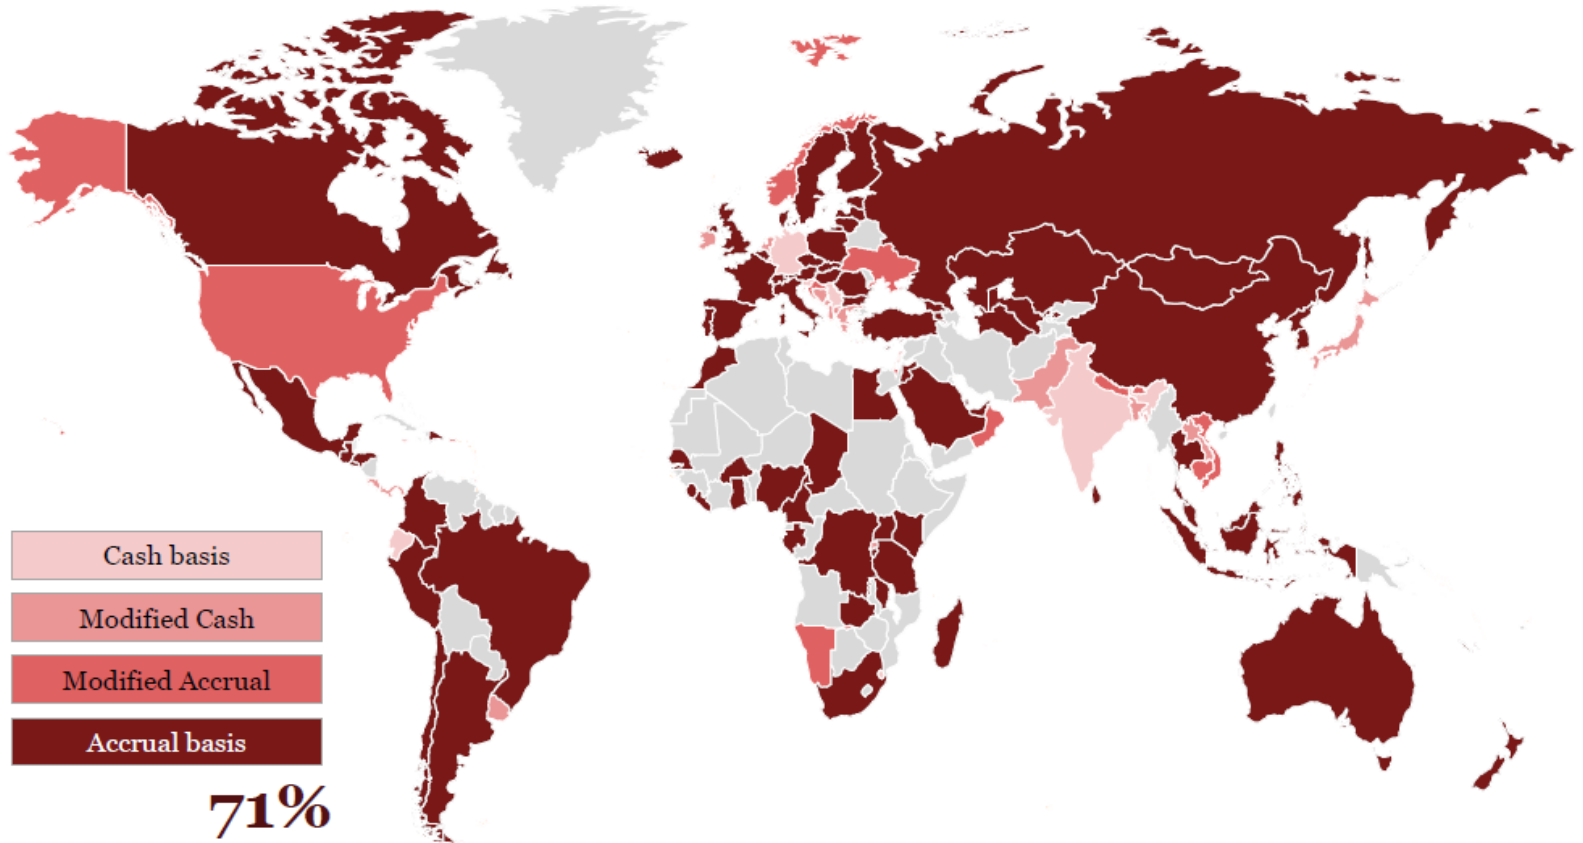 Cash basis
Modified Cash
Modified Accrual
Accrual basis
71%